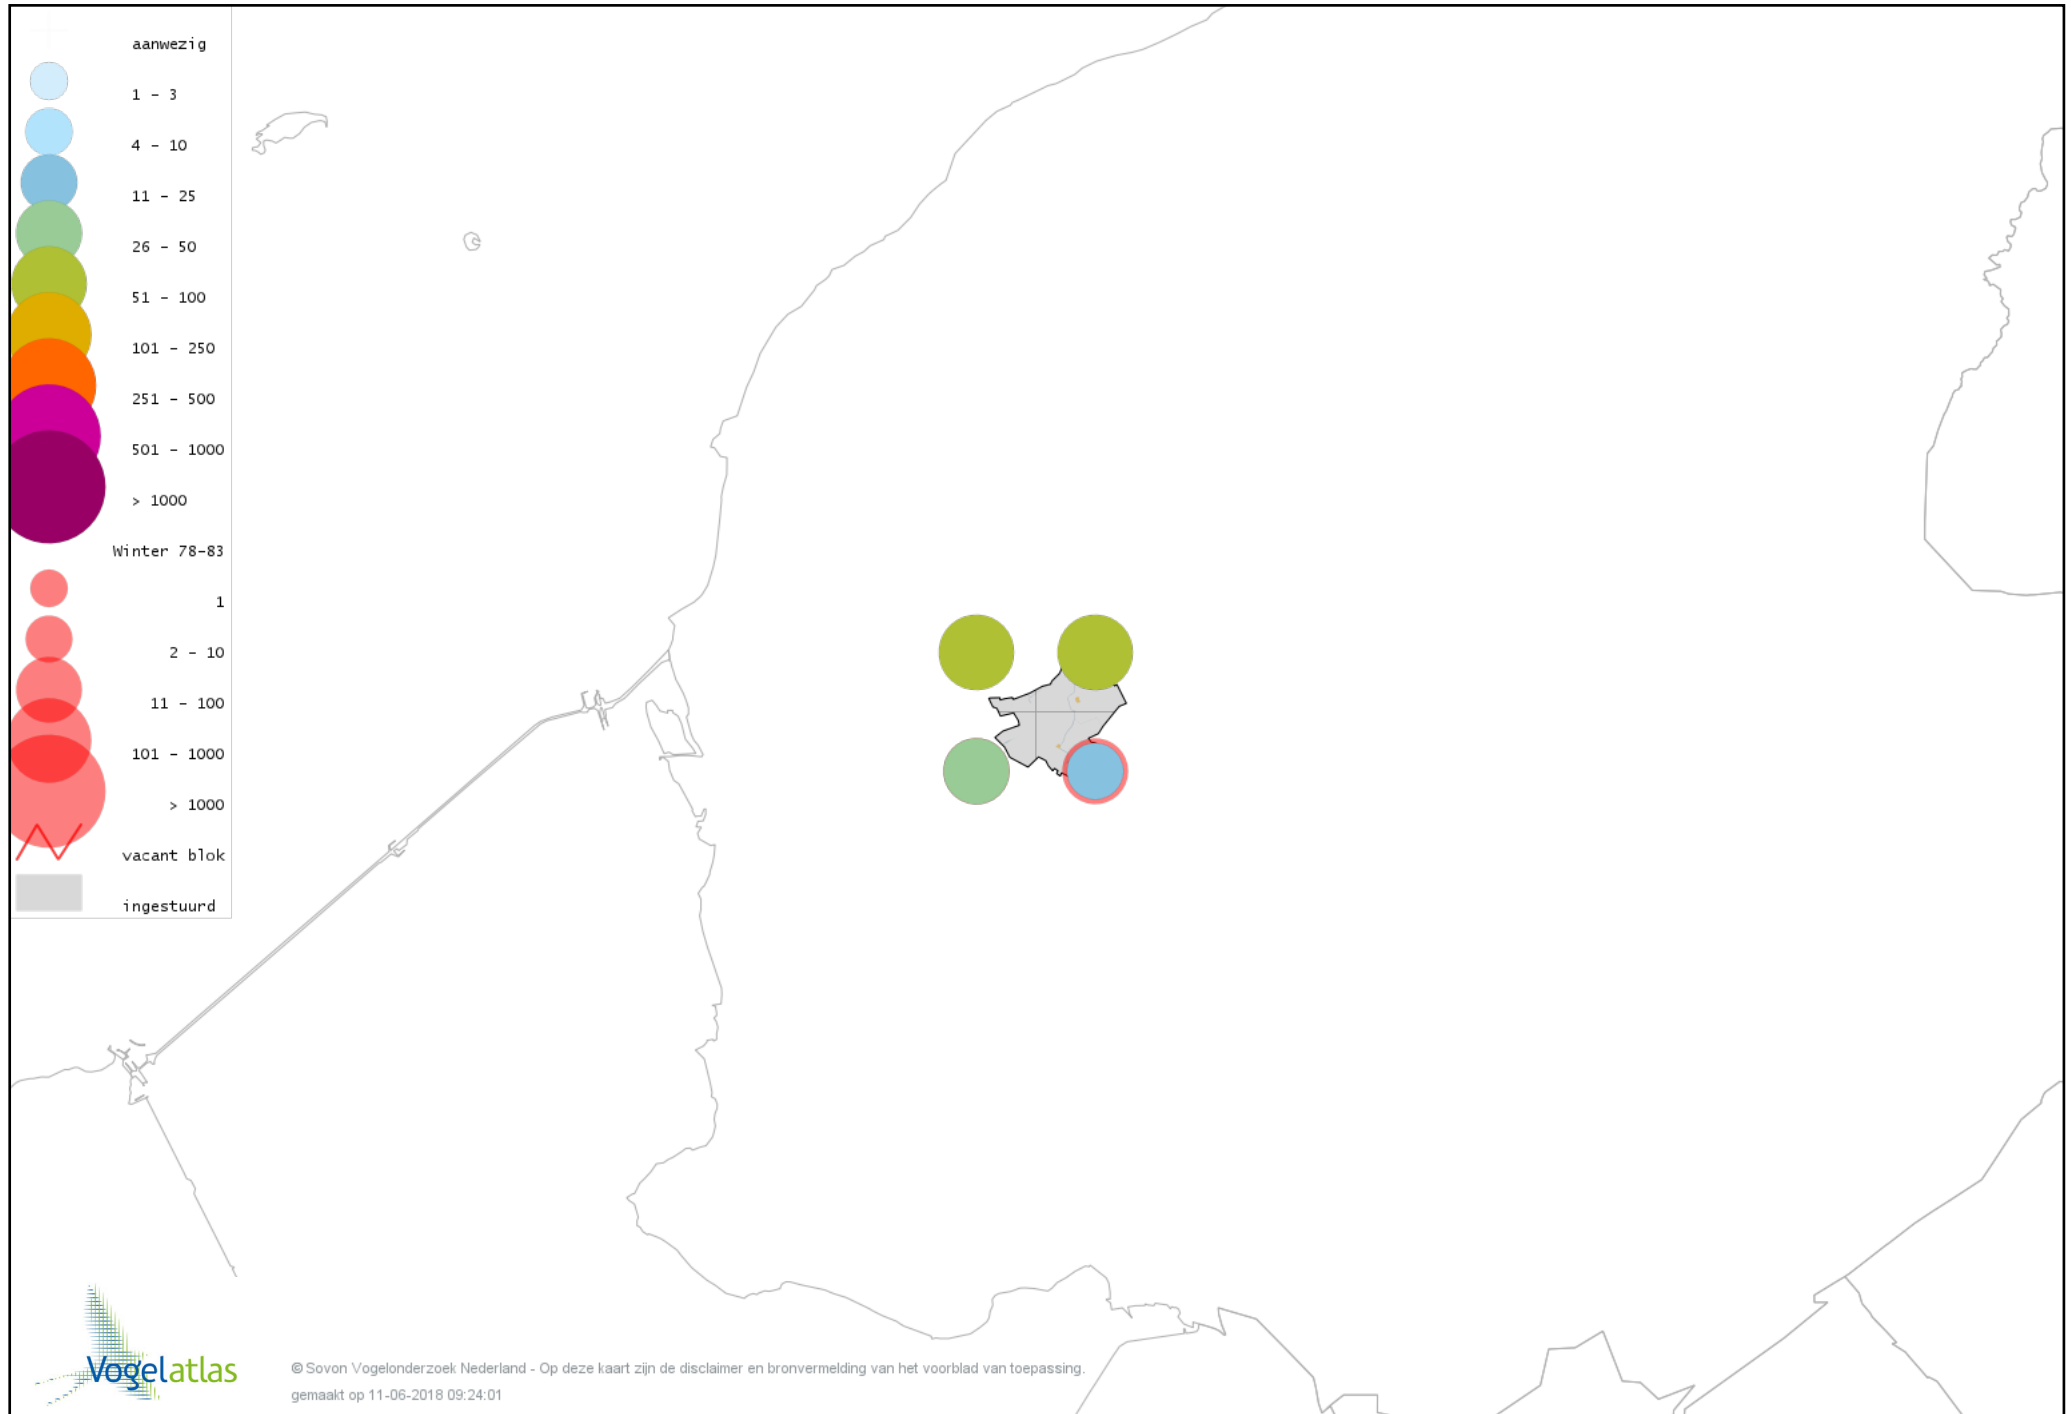 aanwezig
1 - 3
4 - 10
11 - 25
26 - 50
51 - 100
101 - 250
251 - 500
501 - 1000
> 1000
Winter 78-83
1
2 - 10
11 - 100
101 - 1000
> 1000
vacant blok
ingestuurd
Vogelatlas
© Sovon Vogelonderzoek Nederland - Op deze kaart zijn de disclaimer en bronvermelding van het voorblad van toepassing.
gemaakt op 11-06-2018 09:24:01